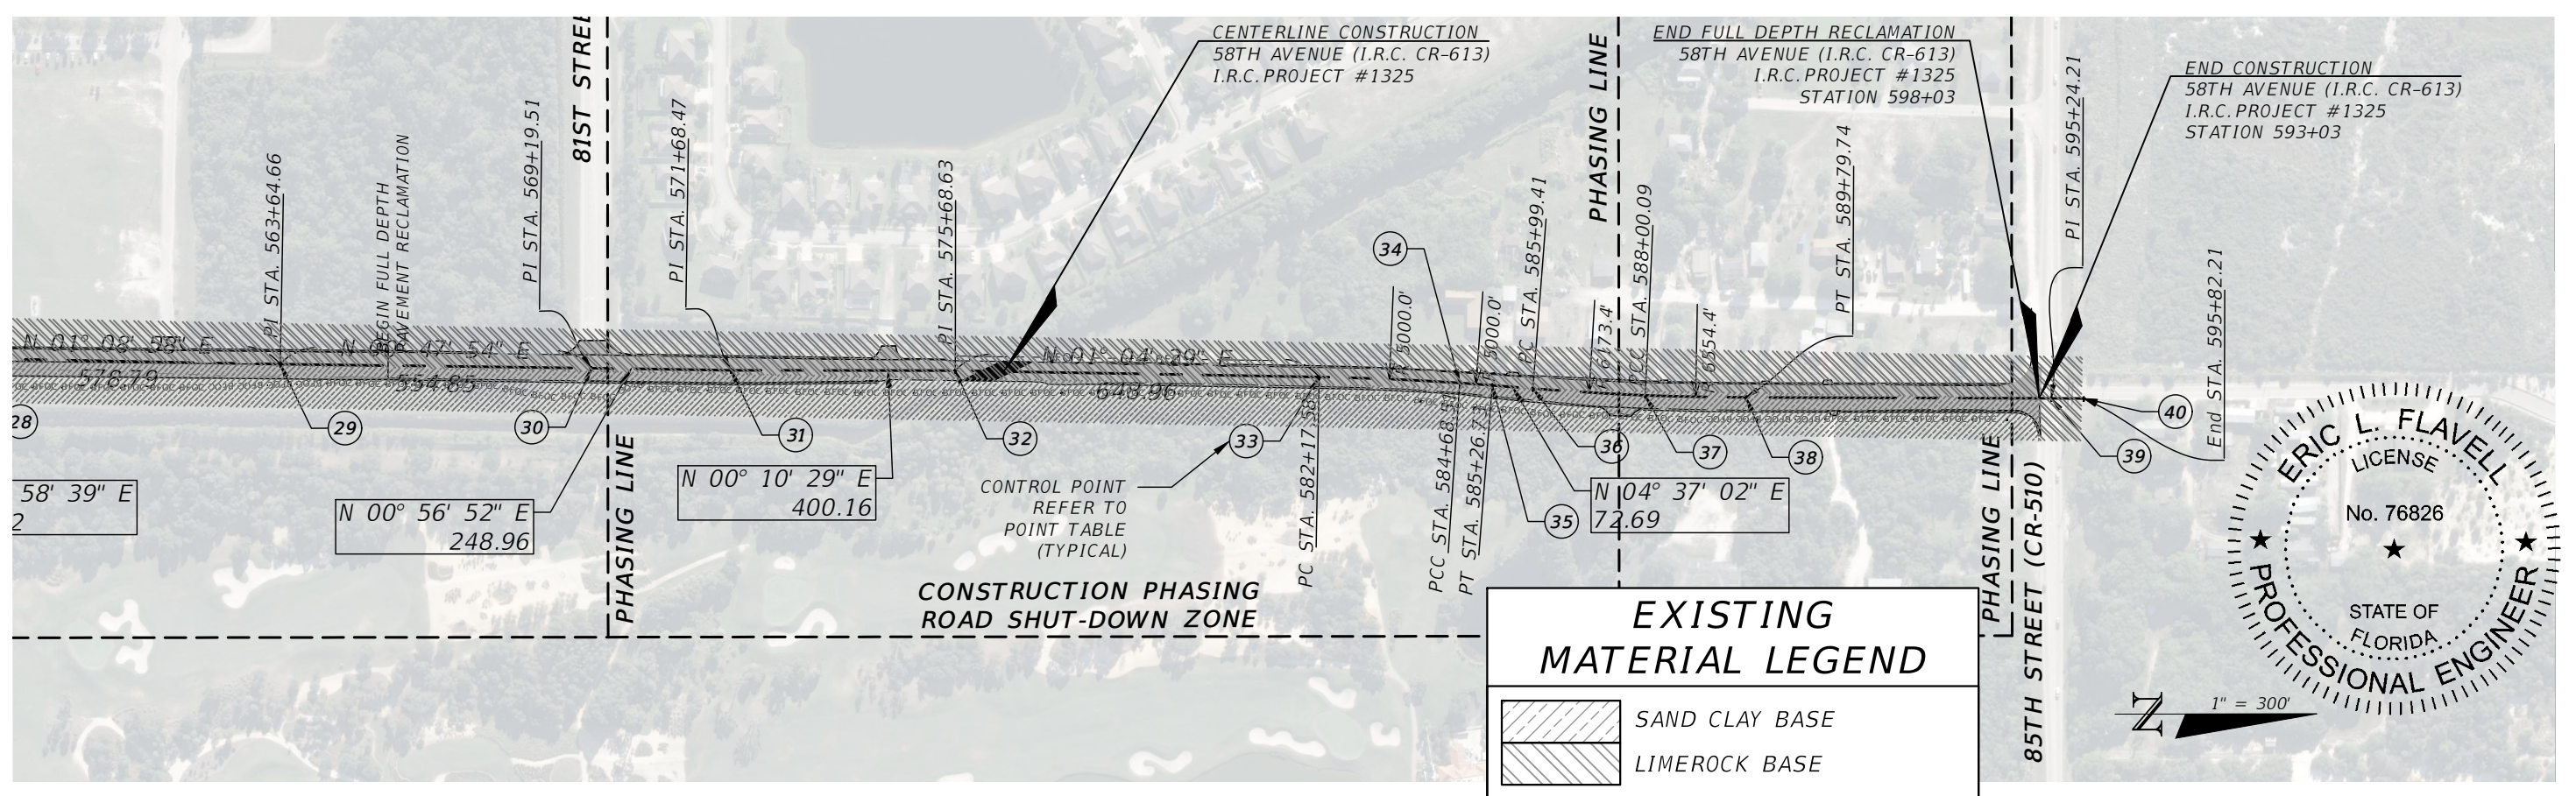 81ST STREE
CENTERLINE CONSTRUCTION
58TH AVENUE (I.R.C. CR-613)
I.R.C.PROJECT #1325
PHASING LINE
END FULL DEPTH RECLAMATION
58TH AVENUE (I.R.C. CR-613)
I.R.C.PROJECT #1325
STATION 598+03
END CONSTRUCTION
58TH AVENUE (I.R.C. CR-613)
I.R.C.PROJECT #1325
STATION 593+03
PI STA. 563+64.66
BEGIN FULL DEPTH
PAVEMENT RECLAMATION
PI STA. 569+19.51
PI STA. 571+68.47
PI STA. 575+68.63
34
5000.0'
5000.0'
PC STA. 585+99.41
6173.4'
PCC STA. 588+00.09
6554.4'
PT STA. 589+79.74
PI STA. 595+24.21
End STA. 595+82.21
N 01° 08' 58" E
578.79
47' 54" E
554.85
N 01° 04' 29" E
648.96
28
29
30
31
32
33
35
36
37
38
39
40
58' 39" E
2
N 00° 56' 52" E
248.96
PHASING LINE
N 00° 10' 29" E
400.16
CONTROL POINT
REFER TO
POINT TABLE
(TYPICAL)
PC STA. 582+17.58
PCC STA. 584+68.51
PT STA. 585+26.7
N 04° 37' 02" E
72.69
PHASING LINE
85TH STREET (CR-510)
CONSTRUCTION PHASING
ROAD SHUT-DOWN ZONE
EXISTING
MATERIAL LEGEND
SAND CLAY BASE
LIMEROCK BASE
ERIC L. FLAVELL
LICENSE
No. 76826
★ ★ ★
STATE OF
FLORIDA
PROFESSIONAL ENGINEER
N
1" = 300'